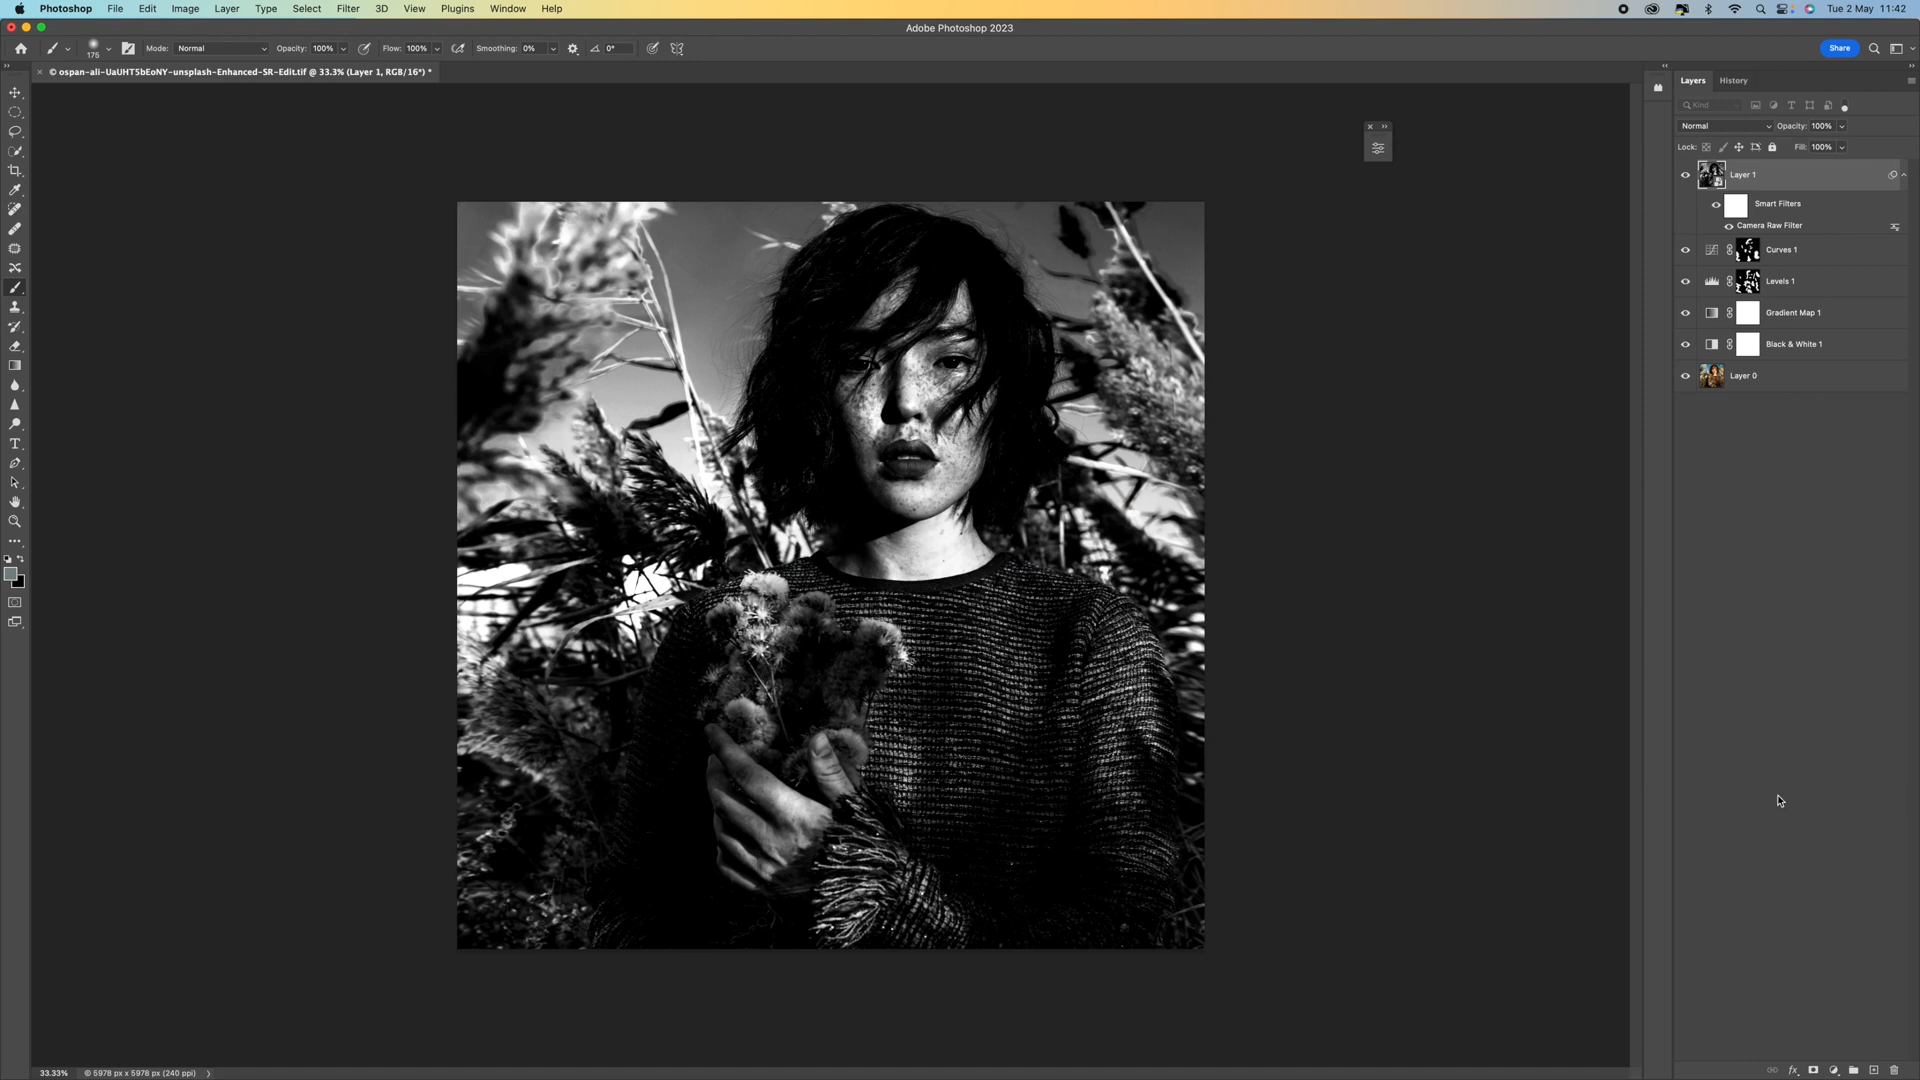 Photoshop File Edit Image Layer Type Select Filter 3D View Plugins Window Help Tue 2 May 11:42
Adobe Photoshop 2023
175 Mode: Normal Opacity: 100% Flow: 100% Smoothing: 0% 0° Share
× © ospan-ali-UaUHT5bEoNY-unsplash-Enhanced-SR-Edit.tif @ 33.3% (Layer 1, RGB/16*) *
Layers History
Kind
Normal Opacity: 100%
Lock: Fill: 100%
Layer 1
Smart Filters
Camera Raw Filter
Curves 1
Levels 1
Gradient Map 1
Black & White 1
Layer 0
33.33% © 5978 px x 5978 px (240 ppi)